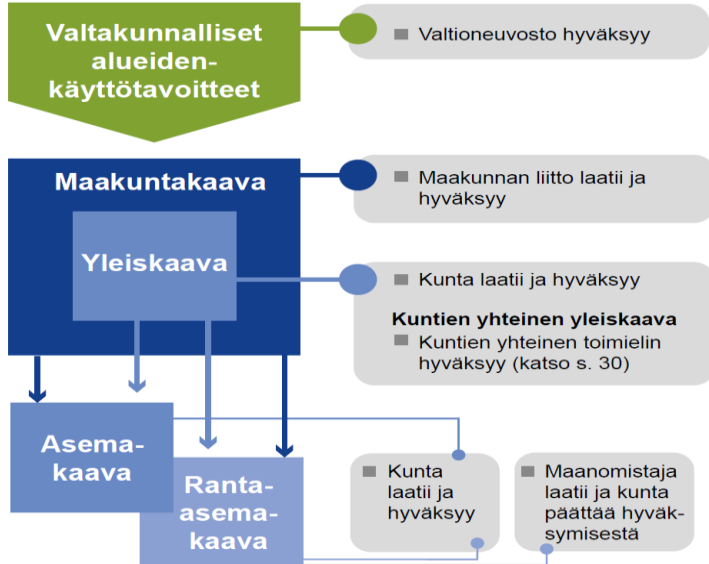 Valtakunnalliset
alueiden-
käyttötavoitteet
Valtioneuvosto hyväksyy
Maakuntakaava
Maakunnan liitto laatii ja
hyväksyy
Yleiskaava
Kunta laatii ja hyväksyy
Kuntien yhteinen yleiskaava
Kuntien yhteinen toimielin
hyväksyy (katso s. 30)
Asema-
kaava
Ranta-
asema-
kaava
Kunta
laatii ja
hyväksyy
Maanomistaja
laatii ja kunta
päättää hyväk-
symisestä